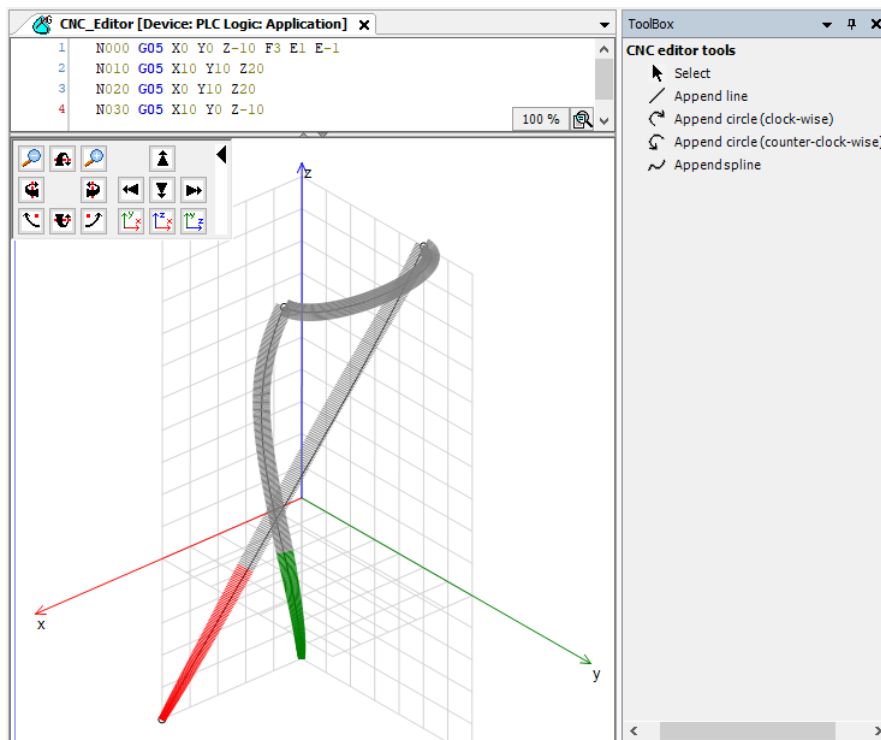 CNC_Editor [Device: PLC Logic: Application]
1 N000 G05 X0 Y0 Z-10 F3 E1 E-1
2 N010 G05 X10 Y10 Z20
3 N020 G05 X0 Y10 Z20
4 N030 G05 X10 Y0 Z-10
100 %
z
x
y
ToolBox
CNC editor tools
Select
Append line
Append circle (clock-wise)
Append circle (counter-clock-wise)
Append spline